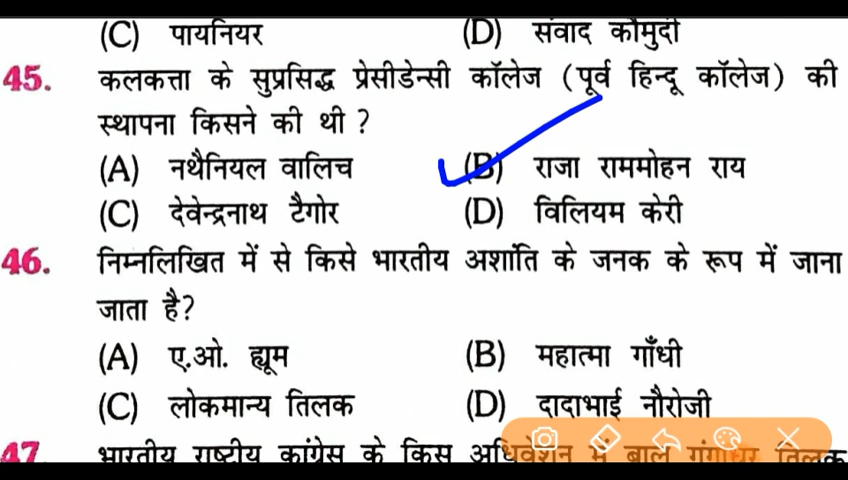 (C) पायनियर (D) संवाद कौमुदी
45. कलकत्ता के सुप्रसिद्ध प्रेसीडेन्सी कॉलेज (पूर्व हिन्दू कॉलेज) की
स्थापना किसने की थी ?
(A) नथैनियल वालिच (B) राजा राममोहन राय
(C) देवेन्द्रनाथ टैगोर (D) विलियम केरी
46. निम्नलिखित में से किसे भारतीय अशांति के जनक के रूप में जाना
जाता है?
(A) ए.ओ. ह्यूम (B) महात्मा गाँधी
(C) लोकमान्य तिलक (D) दादाभाई नौरोजी
47. भारतीय राष्ट्रीय कांग्रेस के किस अधिवेशन में बाल गंगाधर तिलक